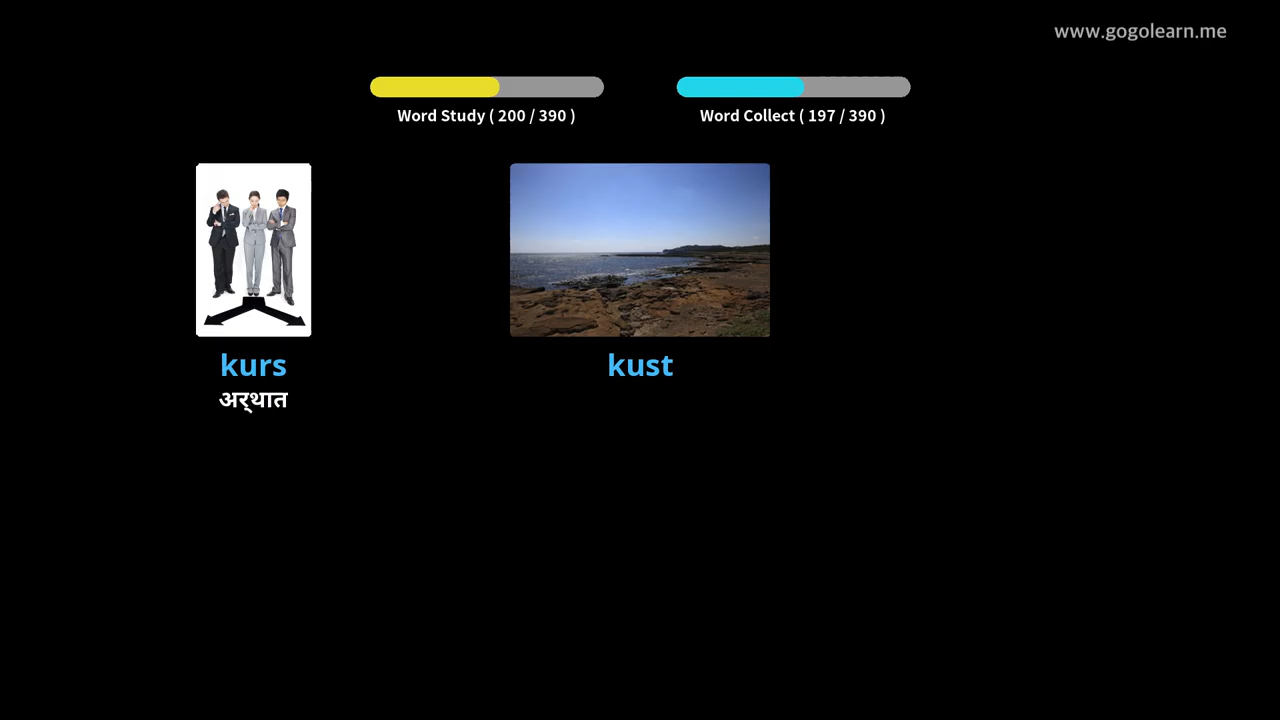 www.gogolearn.me
Word Study ( 200 / 390 )
Word Collect ( 197 / 390 )
kurs
अर्थात
kust